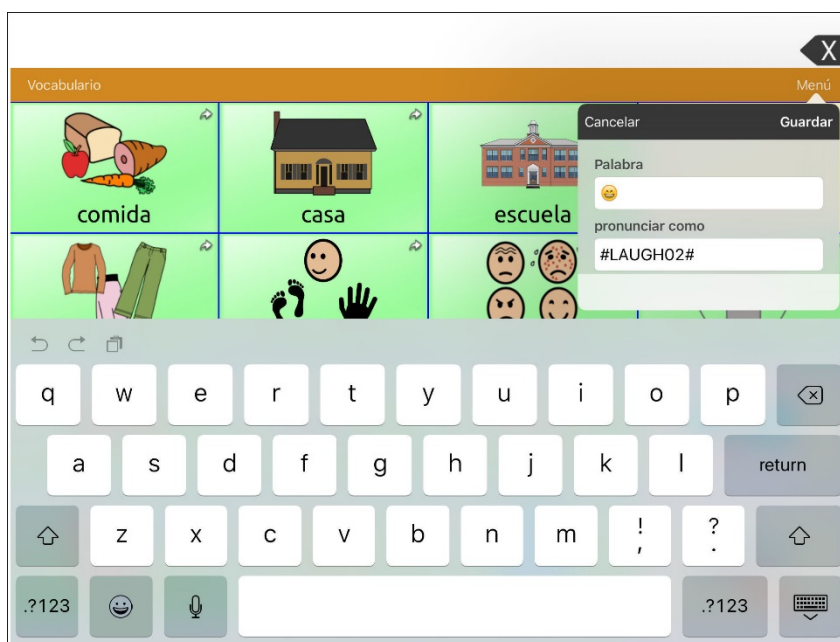 X
Vocabulario Menú
Cancelar Guardar
Palabra
pronunciar como
#LAUGH02#
comida casa escuela
q w e r t y u i o p
a s d f g h j k l return
z x c v b n m ! , ? .
.?123 .?123